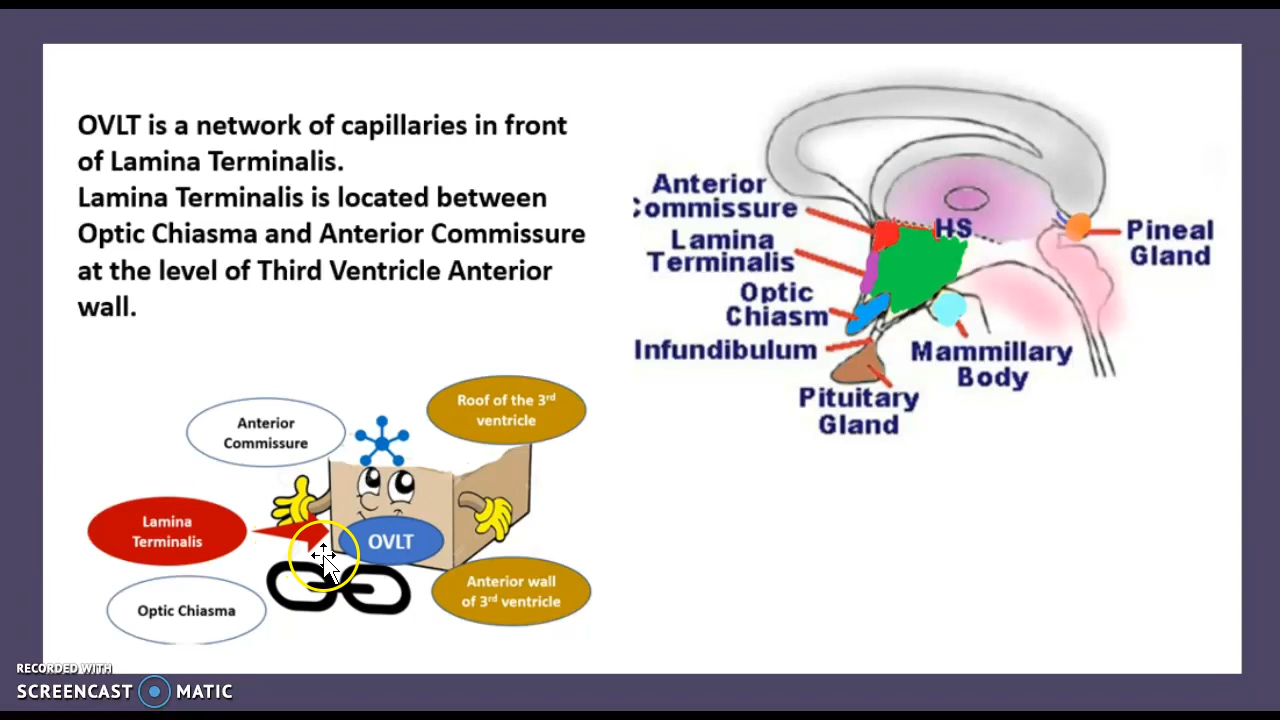 OVLT is a network of capillaries in front
of Lamina Terminalis.
Lamina Terminalis is located between
Optic Chiasma and Anterior Commissure
at the level of Third Ventricle Anterior
wall.
Anterior
Commissure
Roof of the 3rd
ventricle
Lamina
Terminalis
OVLT
Optic Chiasma
Anterior wall
of 3rd ventricle
Anterior
ommissure
Lamina
Terminalis
Optic
Chiasm
Infundibulum
Pituitary
Gland
HS
Mammillary
Body
Pineal
Gland
RECORDED WITH
SCREENCAST MATIC